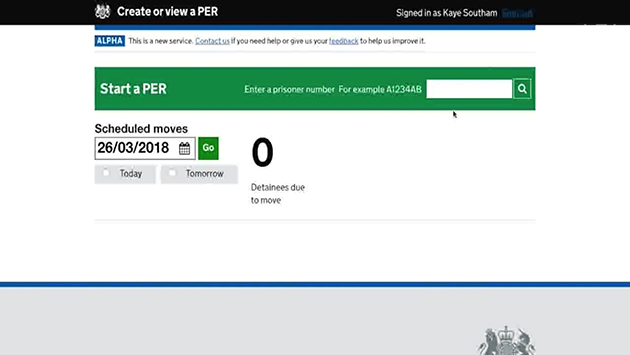 Create or view a PER
Signed in as Kaye Southam
ALPHA This is a new service. Contact us if you need help or give us your feedback to help us improve it.
Start a PER
Enter a prisoner number For example A1234AB
Scheduled moves
26/03/2018
Go
Today
Tomorrow
0
Detainees due
to move